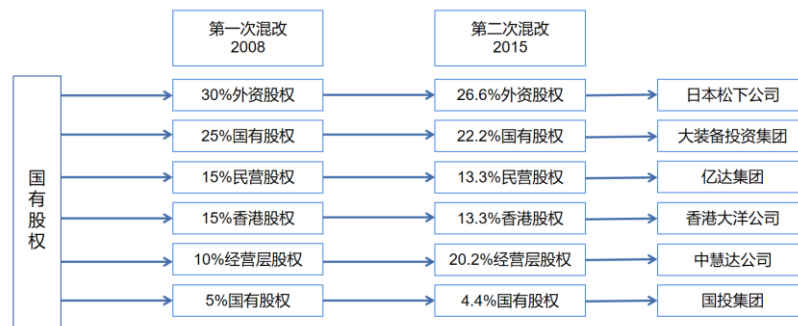 第一次混改
2008
第二次混改
2015
国有股权
30%外资股权
26.6%外资股权
日本松下公司
25%国有股权
22.2%国有股权
大装备投资集团
15%民营股权
13.3%民营股权
亿达集团
15%香港股权
13.3%香港股权
香港大洋公司
10%经营层股权
20.2%经营层股权
中慧达公司
5%国有股权
4.4%国有股权
国投集团